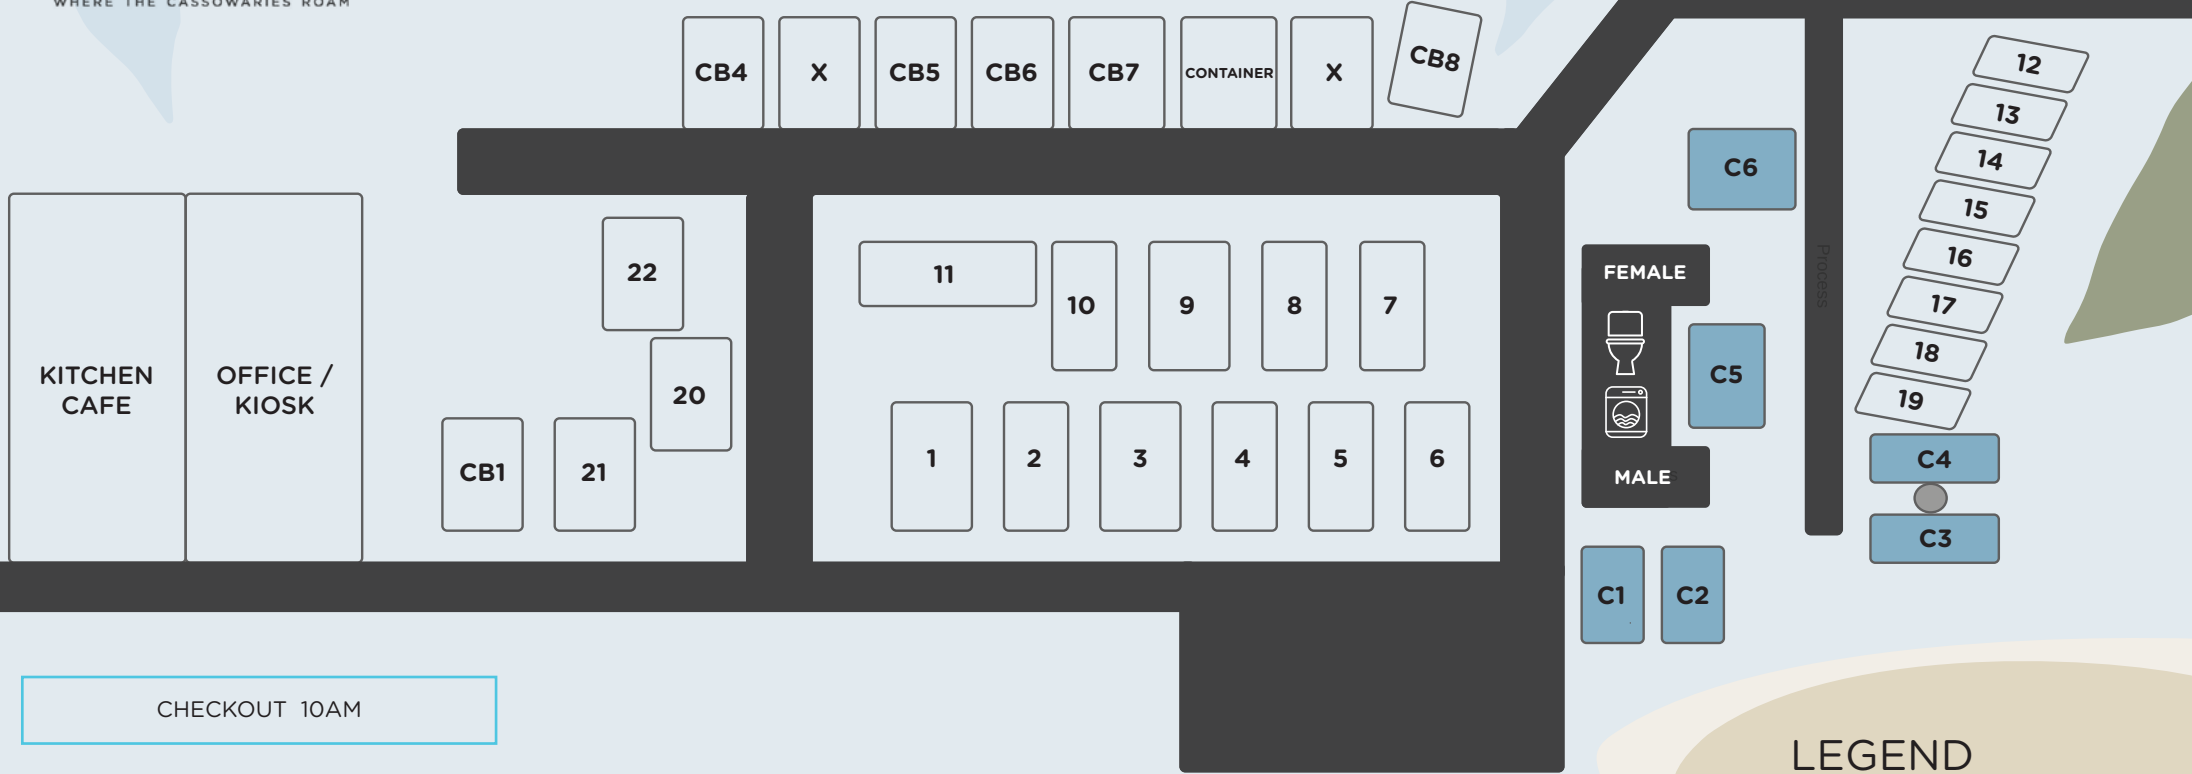 WHERE THE CASSOWARIES ROAM
CB4
X
CB5
CB6
CB7
CONTAINER
X
CB8
12
13
14
15
16
17
18
19
C6
KITCHEN
CAFE
OFFICE /
KIOSK
22
20
CB1
21
11
10
9
8
7
1
2
3
4
5
6
FEMALE
MALE
C5
Process
C4
C3
C1
C2
CHECKOUT 10AM
LEGEND